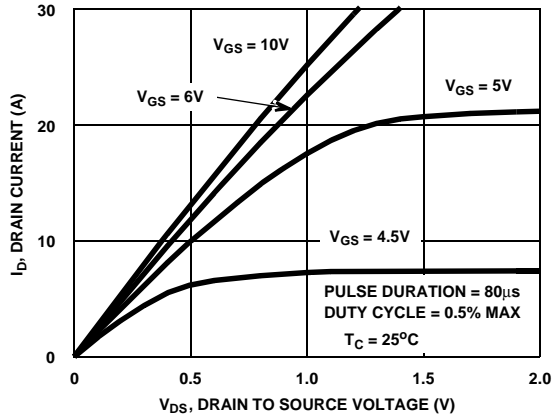 30
20
10
0
I_D, DRAIN CURRENT (A)
V_GS = 10V
V_GS = 6V
V_GS = 5V
V_GS = 4.5V
PULSE DURATION = 80μs
DUTY CYCLE = 0.5% MAX
T_C = 25°C
0 0.5 1.0 1.5 2.0
V_DS, DRAIN TO SOURCE VOLTAGE (V)